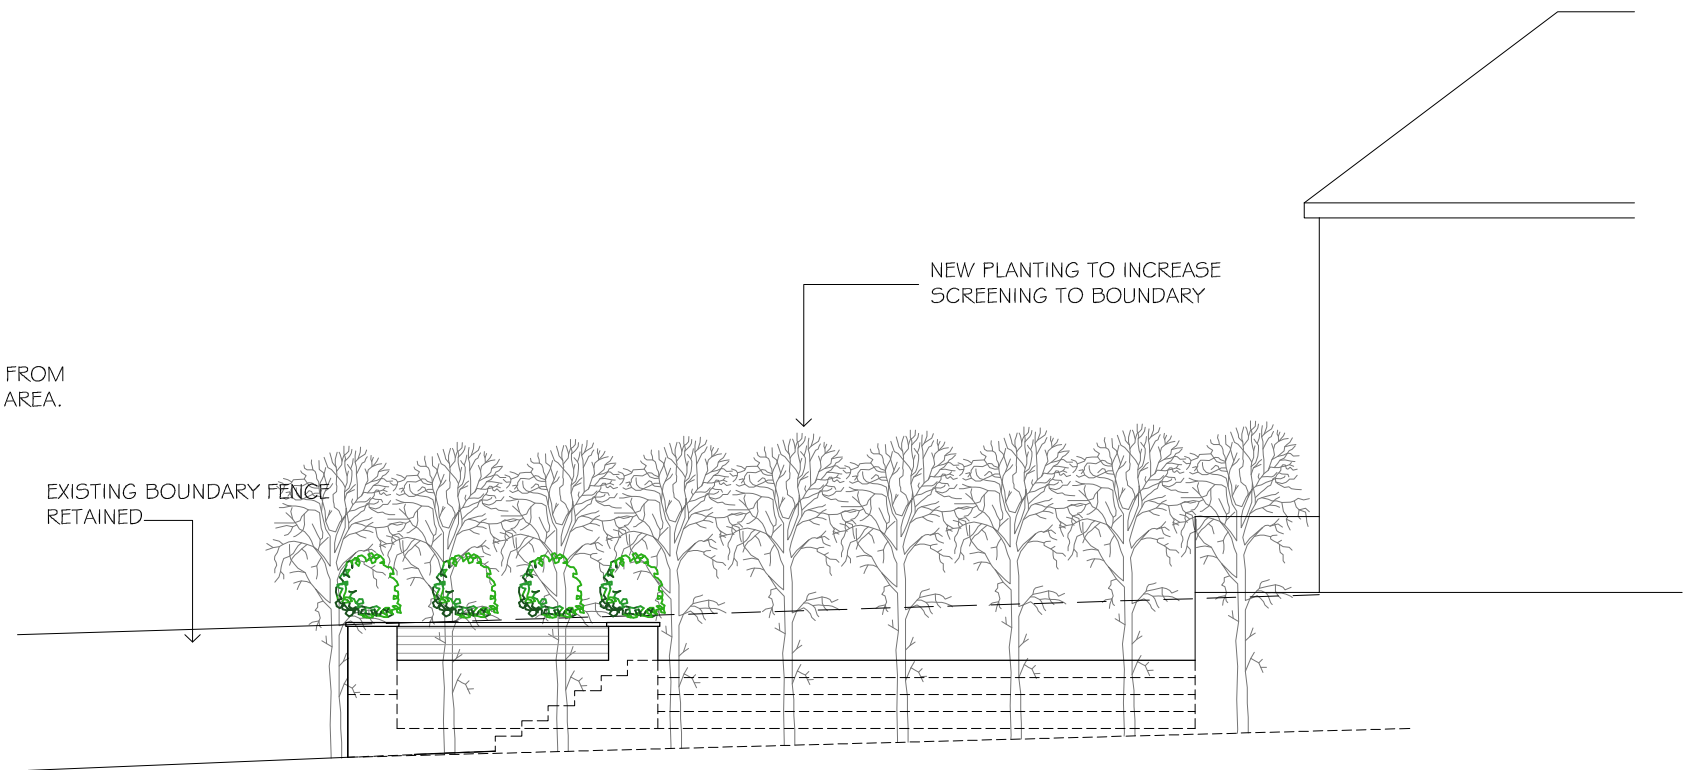 NEW PLANTING TO INCREASE
SCREENING TO BOUNDARY
FROM
AREA.
EXISTING BOUNDARY FENCE
RETAINED